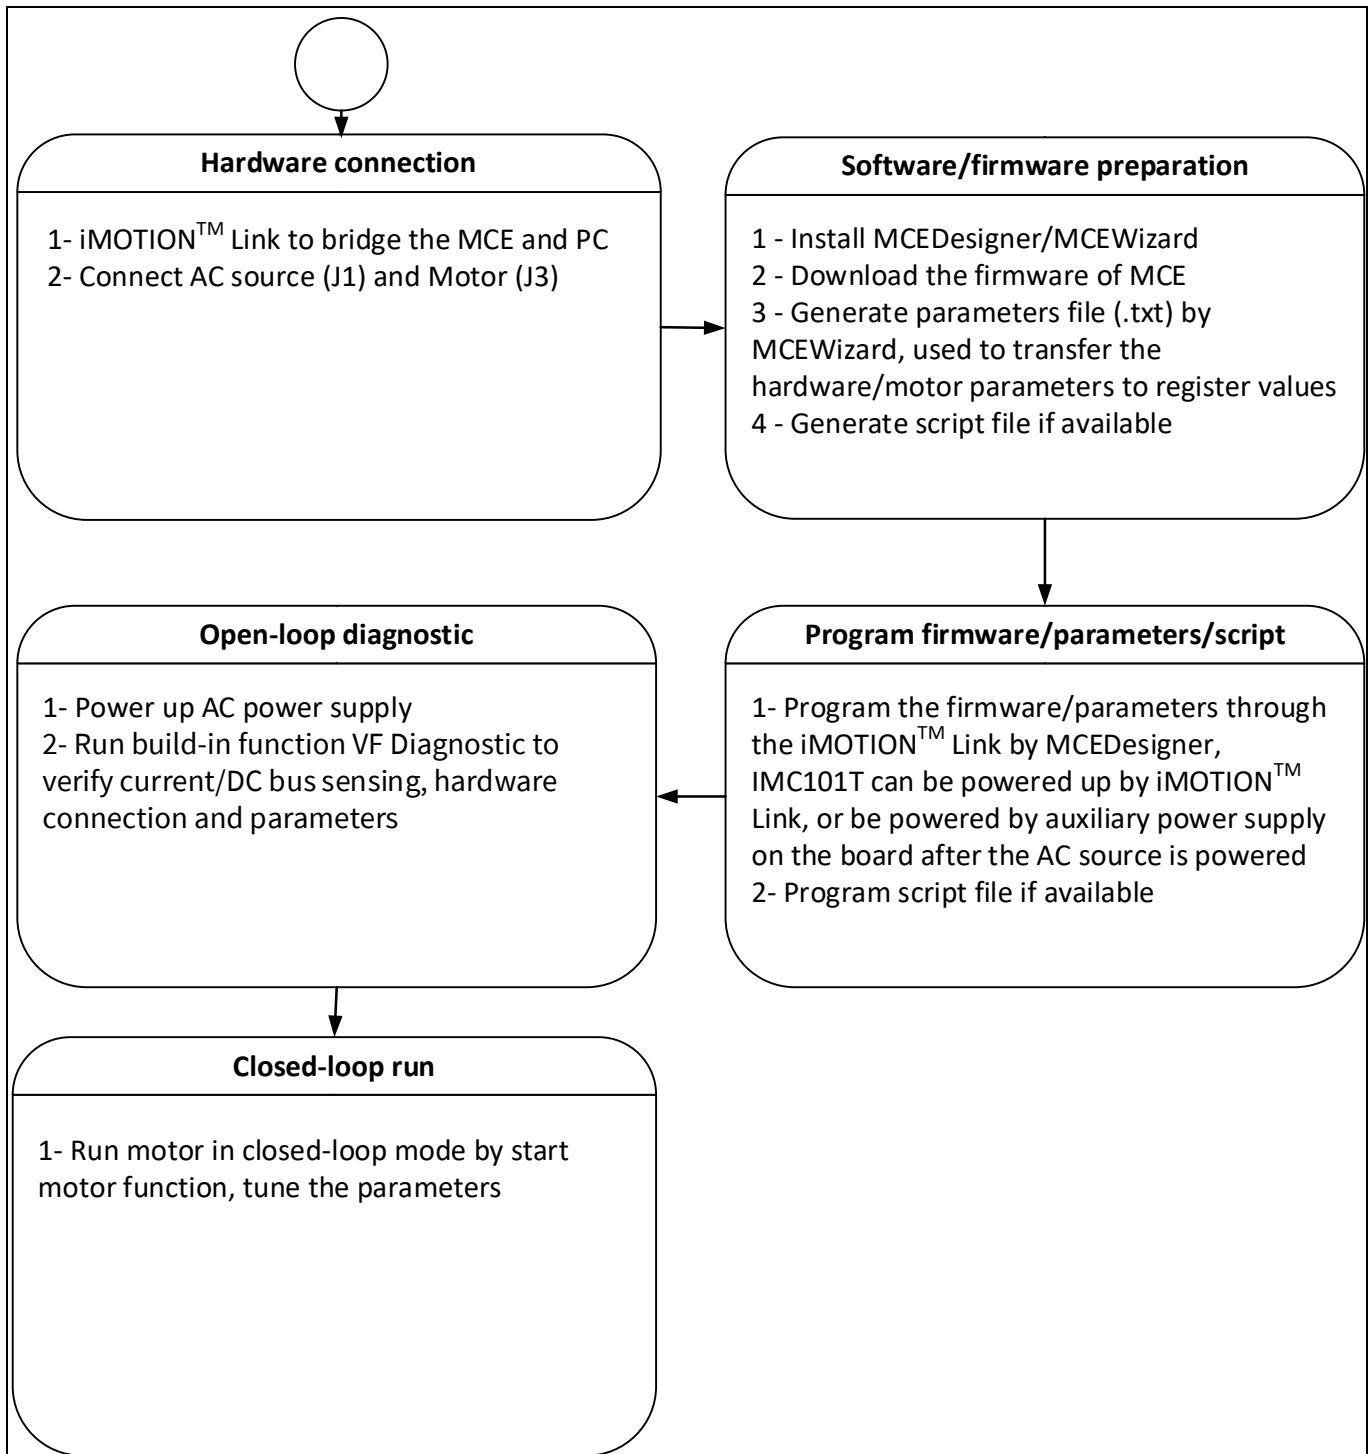 Hardware connection
1- iMOTION™ Link to bridge the MCE and PC
2- Connect AC source (J1) and Motor (J3)
Software/firmware preparation
1 - Install MCEDesigner/MCEWizard
2 - Download the firmware of MCE
3 - Generate parameters file (.txt) by
MCEWizard, used to transfer the
hardware/motor parameters to register values
4 - Generate script file if available
Program firmware/parameters/script
1- Program the firmware/parameters through
the iMOTION™ Link by MCEDesigner,
IMC101T can be powered up by iMOTION™
Link, or be powered by auxiliary power supply
on the board after the AC source is powered
2- Program script file if available
Open-loop diagnostic
1- Power up AC power supply
2- Run build-in function VF Diagnostic to
verify current/DC bus sensing, hardware
connection and parameters
Closed-loop run
1- Run motor in closed-loop mode by start
motor function, tune the parameters